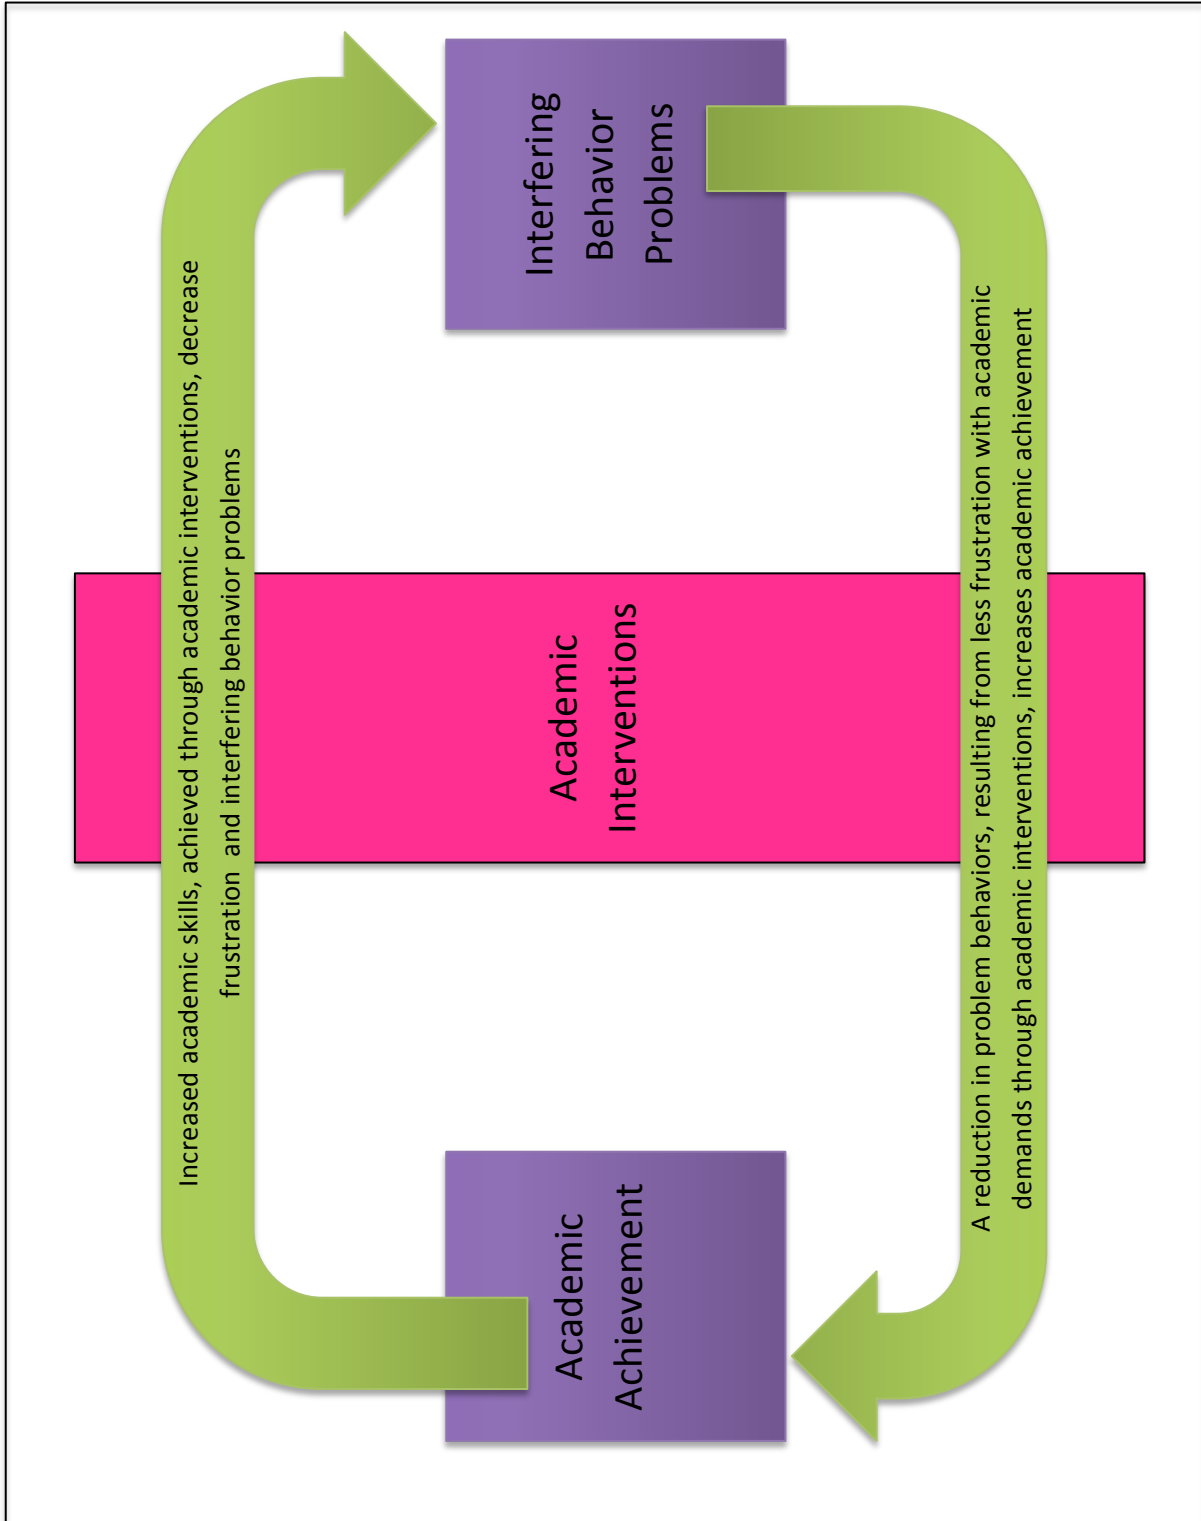 Increased academic skills, achieved through academic interventions, decrease
frustration and interfering behavior problems
Academic
Achievement
Academic
Interventions
Interfering
Behavior
Problems
A reduction in problem behaviors, resulting from less frustration with academic
demands through academic interventions, increases academic achievement